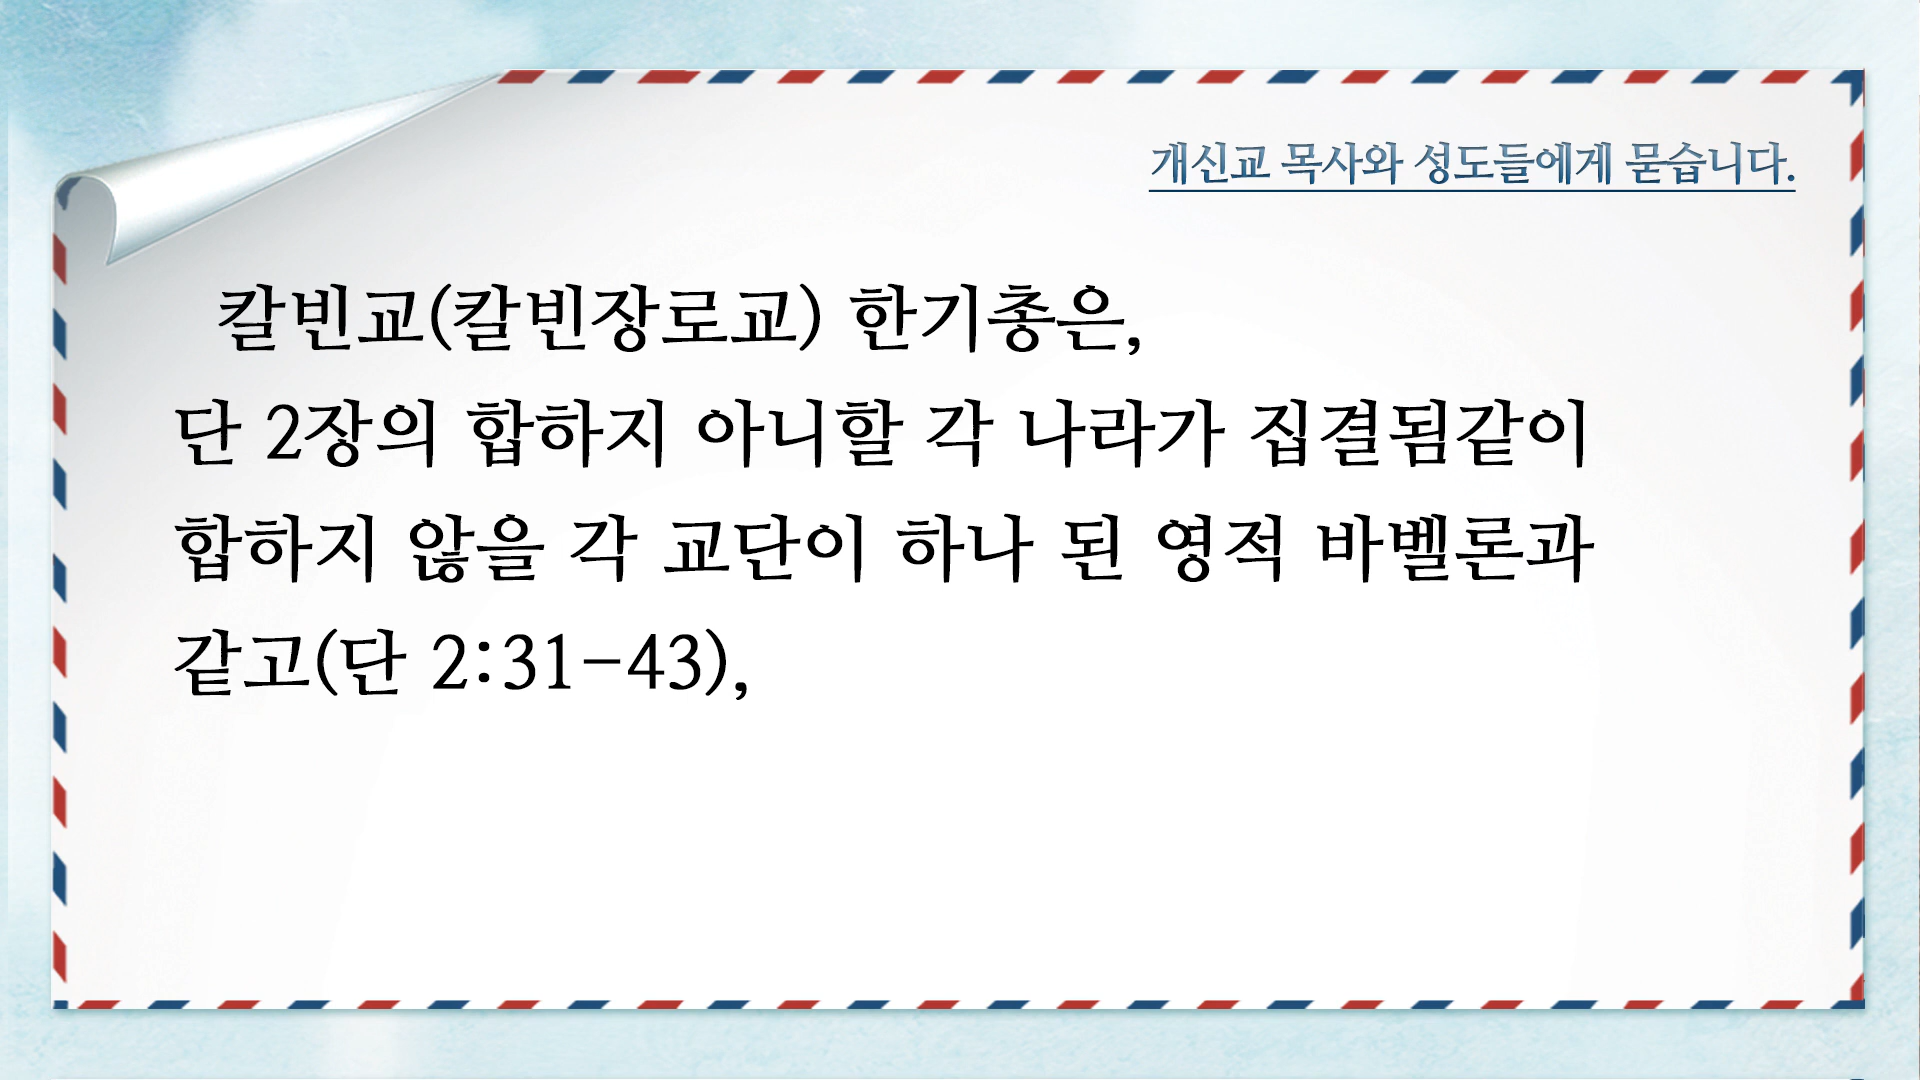 개신교 목사와 성도들에게 묻습니다.
칼빈교(칼빈장로교) 한기총은,
단 2장의 합하지 아니할 각 나라가 집결됨같이
합하지 않을 각 교단이 하나 된 영적 바벨론과
같고(단 2:31-43),